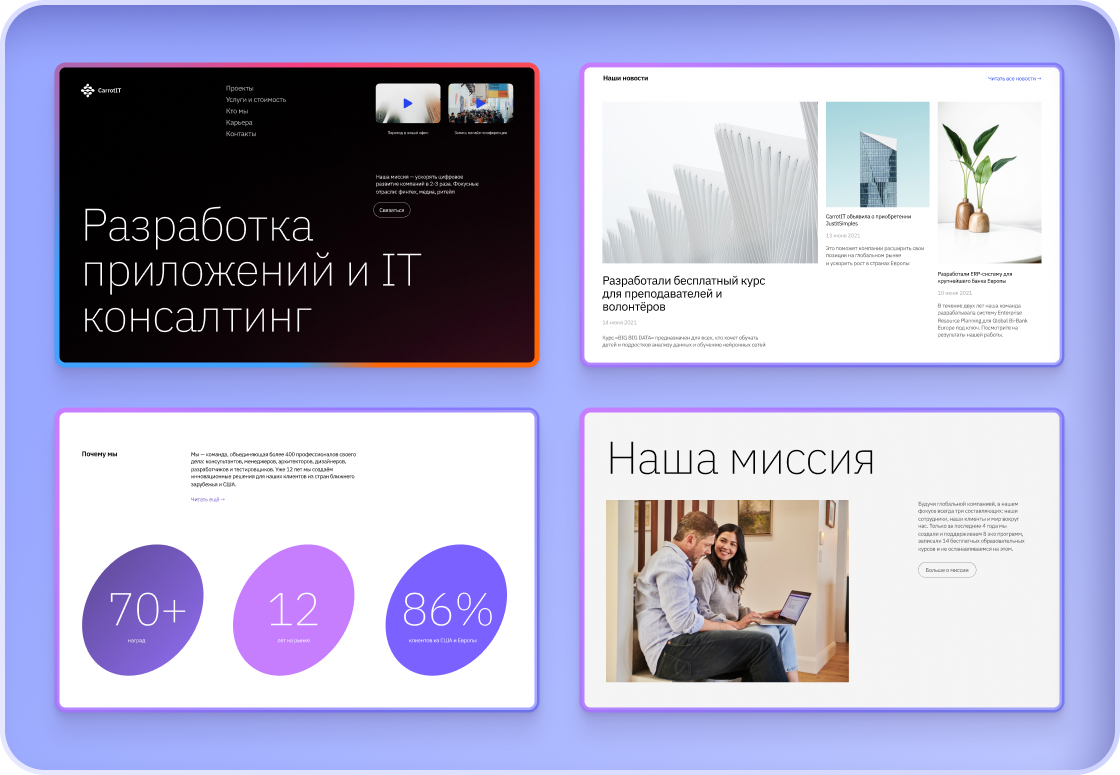 CarrotIT
Проекты
Услуги и стоимость
Кто мы
Карьера
Контакты
Переезд в новый офис
Запись онлайн-конференции
Наша миссия — ускорять цифровое
развитие компаний в 2-3 раза. Фокусные
отрасли: финтех, медиа, ритейл
Связаться
Разработка
приложений и IT
консалтинг
Наши новости
Читать все новости →
Разработали бесплатный курс
для преподавателей и
волонтёров
14 июня 2021
Курс «BIG BIG DATA» предназначен для всех, кто хочет обучать
детей и подростков анализу данных и обучению нейронных сетей
CarrotIT объявила о приобретении
JustitSimples
13 июня 2021
Это поможет компании расширить свои
позиции на глобальном рынке
и ускорить рост в странах Европы
Разработали ERP-систему для
крупнейшего банка Европы
10 июня 2021
В течение двух лет наша команда
разрабатывала систему Enterprise
Resource Planning для Global Bi-Bank
Europe под ключ. Посмотрите на
результаты нашей работы.
Почему мы
Мы — команда, объединяющая более 400 профессионалов своего
дела: консультантов, менеджеров, архитекторов, дизайнеров,
разработчиков и тестировщиков. Уже 12 лет мы создаём
инновационные решения для наших клиентов из стран ближнего
зарубежья и США.
Читать ещё →
70+
наград
12
лет на рынке
86%
клиентов из США и Европы
Наша миссия
Будучи глобальной компанией, в нашем
фокусе всегда три составляющих: наши
сотрудники, наши клиенты и мир вокруг
нас. Только за последние 4 года мы
создали и поддерживаем 8 эко программ,
записали 14 бесплатных образовательных
курсов и не останавливаемся на этом.
Больше о миссии